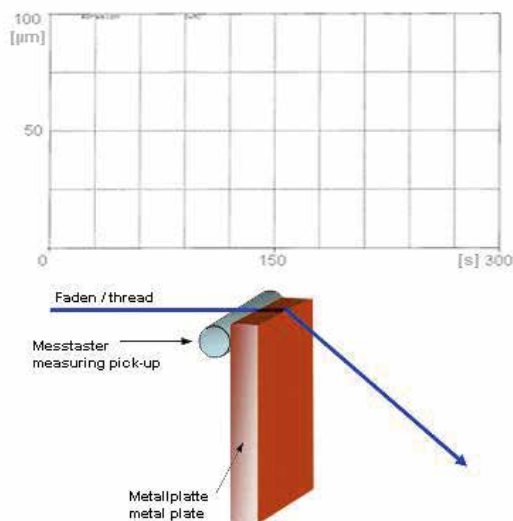 100
[µm]
50
0
150
[s] 300
Faden / thread
Messtaster
measuring pick-up
Metallplatte
metal plate